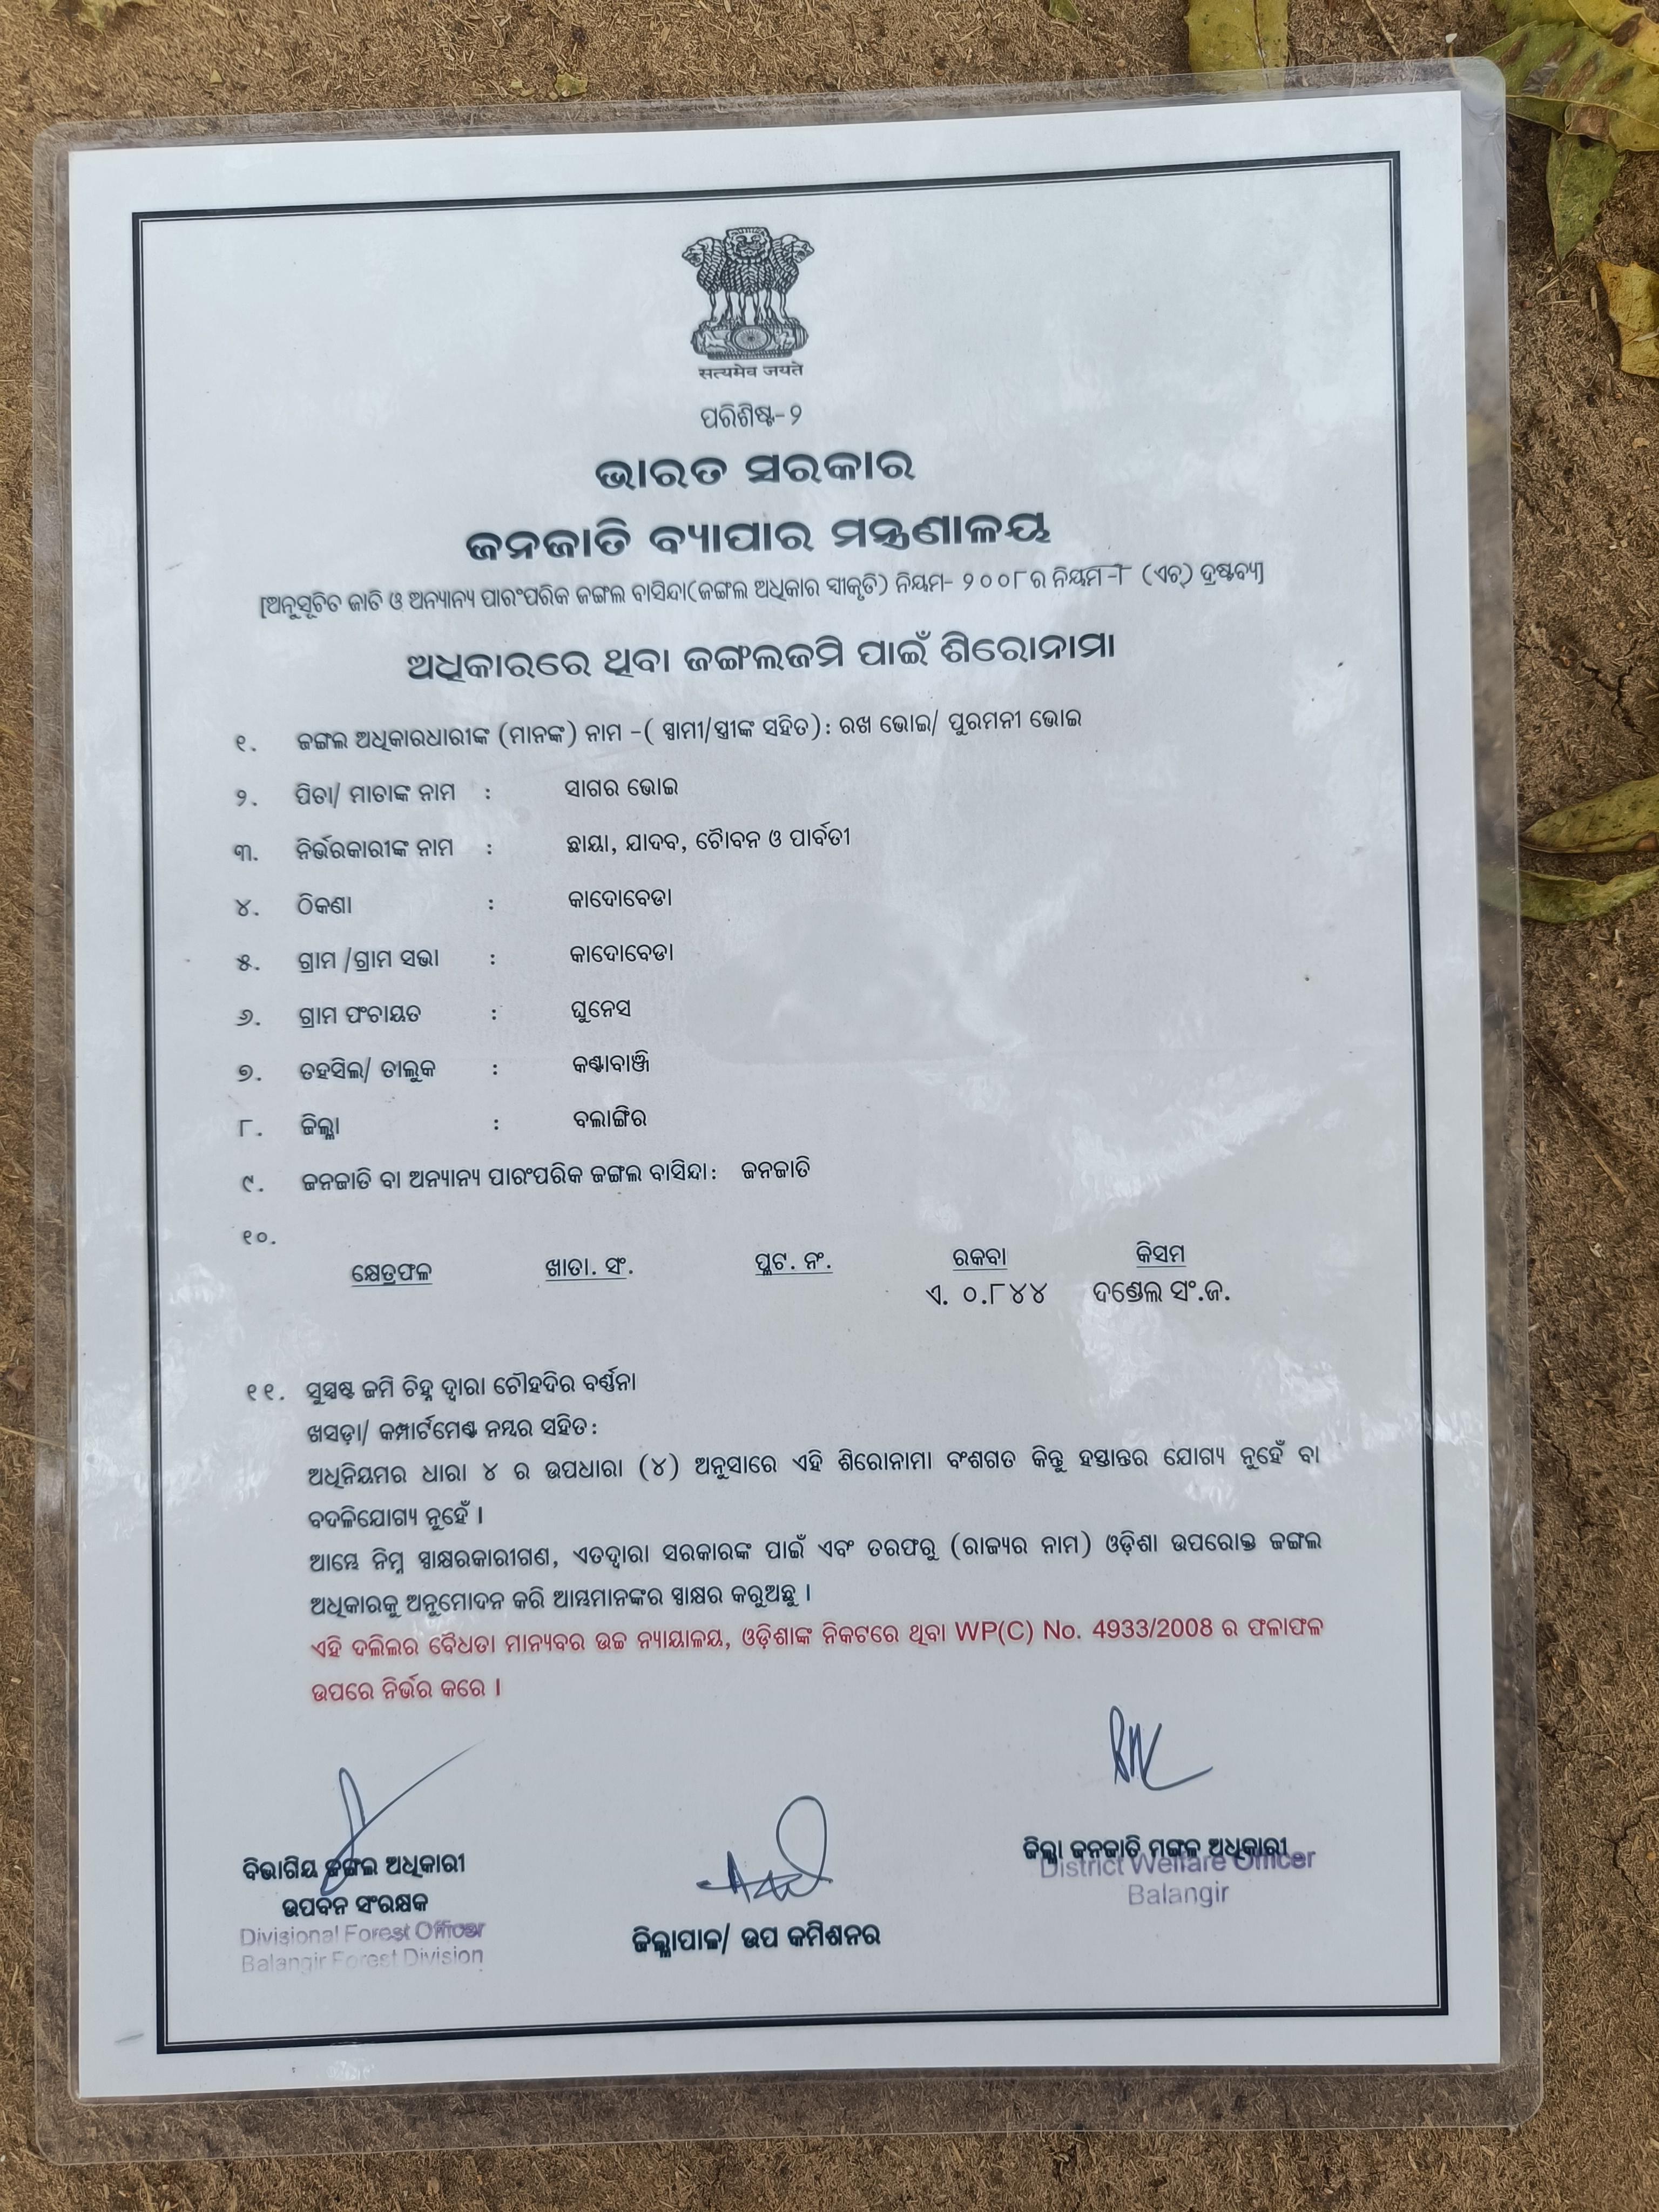 सत्यमेव जयते
ପରିଶିଷ୍ଟ-୨
ଭାରତ ସରକାର
ଜନଜାତି ବ୍ୟାପାର ମନ୍ତ୍ରଣାଳୟ
[ଅନୁସୂଚିତ ଜାତି ଓ ଅନ୍ୟାନ୍ୟ ପାରଂପରିକ ଜଙ୍ଗଲ ବାସିନ୍ଦା(ଜଙ୍ଗଲ ଅଧିକାର ସ୍ୱୀକୃତି) ନିୟମ- ୨୦୦୮ର ନିୟମ-୮ (ଏଚ୍) ଦ୍ରଷ୍ଟବ୍ୟ]
ଅଧିକାରରେ ଥିବା ଜଙ୍ଗଲଜମି ପାଇଁ ଶିରୋନାମା
୧. ଜଙ୍ଗଲ ଅଧିକାରଧାରୀଙ୍କ (ମାନଙ୍କ) ନାମ -( ସ୍ୱାମୀ/ସ୍ତ୍ରୀଙ୍କ ସହିତ): ରଖ ଭୋଇ/ ପୁରମନୀ ଭୋଇ
୨. ପିତା/ ମାତାଙ୍କ ନାମ : ସାଗର ଭୋଇ
୩. ନିର୍ଭରକାରୀଙ୍କ ନାମ : ଛାୟା, ଯାଦବ, ଚୈାବନ ଓ ପାର୍ବତୀ
୪. ଠିକଣା : କାଦୋବେଡା
୫. ଗ୍ରାମ /ଗ୍ରାମ ସଭା : କାଦୋବେଡା
୬. ଗ୍ରାମ ପଂଚାୟତ : ଘୁନେସ
୭. ତହସିଲ/ ତାଲୁକ : କଣ୍ଟାବାଞ୍ଜି
୮. ଜିଲ୍ଲା : ବଲାଙ୍ଗିର
୯. ଜନଜାତି ବା ଅନ୍ୟାନ୍ୟ ପାରଂପରିକ ଜଙ୍ଗଲ ବାସିନ୍ଦା: ଜନଜାତି
୧୦.
କ୍ଷେତ୍ରଫଳ ଖାତା. ସଂ. ପ୍ଲଟ. ନଂ. ରକବା କିସମ
ଏ. ୦.୮୪୪ ଦଣ୍ଡେଲ ସଂ.ଜ.
୧୧. ସୁସ୍ପଷ୍ଟ ଜମି ଚିହ୍ନ ଦ୍ୱାରା ଚୌହଦିର ବର୍ଣ୍ଣନା
ଖସଡ଼ା/ କମ୍ପାର୍ଟମେଣ୍ଟ ନମ୍ବର ସହିତ:
ଅଧିନିୟମର ଧାରା ୪ ର ଉପଧାରା (୪) ଅନୁସାରେ ଏହି ଶିରୋନାମା ବଂଶଗତ କିନ୍ତୁ ହସ୍ତାନ୍ତର ଯୋଗ୍ୟ ନୁହେଁ ବା
ବଦଳିଯୋଗ୍ୟ ନୁହେଁ ।
ଆମ୍ଭେ ନିମ୍ନ ସ୍ୱାକ୍ଷରକାରୀଗଣ, ଏତଦ୍ୱାରା ସରକାରଙ୍କ ପାଇଁ ଏବଂ ତରଫରୁ (ରାଜ୍ୟର ନାମ) ଓଡ଼ିଶା ଉପରୋକ୍ତ ଜଙ୍ଗଲ
ଅଧିକାରକୁ ଅନୁମୋଦନ କରି ଆମ୍ଭମାନଙ୍କର ସ୍ୱାକ୍ଷର କରୁଅଛୁ ।
ଏହି ଦଲିଲର ବୈଧତା ମାନ୍ୟବର ଉଚ୍ଚ ନ୍ୟାୟାଳୟ, ଓଡ଼ିଶାଙ୍କ ନିକଟରେ ଥିବା WP(C) No. 4933/2008 ର ଫଳାଫଳ
ଉପରେ ନିର୍ଭର କରେ ।
ବିଭାଗିୟ ଜଙ୍ଗଲ ଅଧିକାରୀ
ଉପବନ ସଂରକ୍ଷକ
Divisional Forest Officer
Balangir Forest Division
ଜିଲ୍ଲାପାଳ/ ଉପ କମିଶନର
ଜିଲ୍ଲା ଜନଜାତି ମଙ୍ଗଳ ଅଧିକାରୀ
District Welfare Officer
Balangir